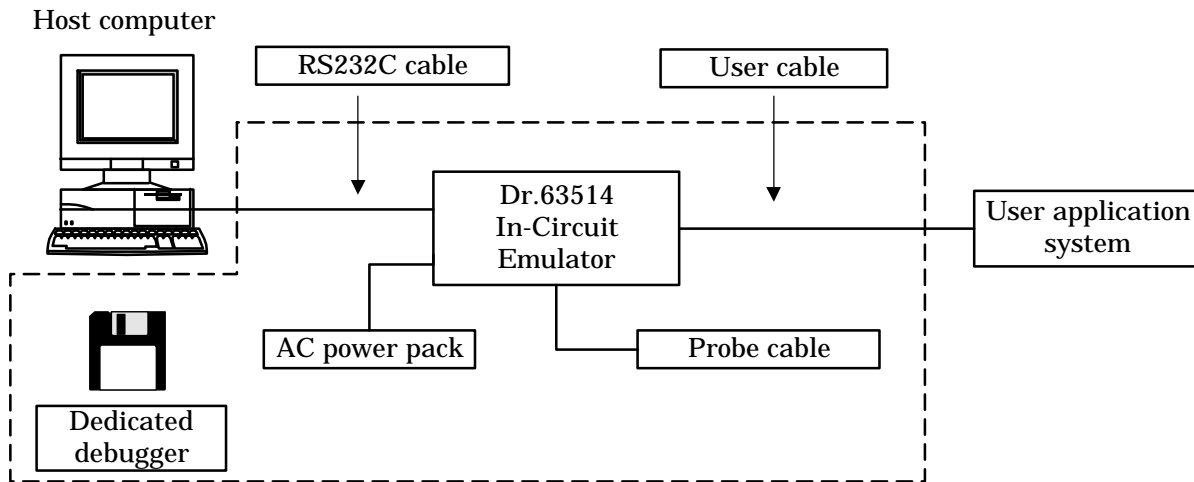 Host computer
RS232C cable
User cable
Dr.63514
In-Circuit
Emulator
User application
system
AC power pack
Probe cable
Dedicated
debugger